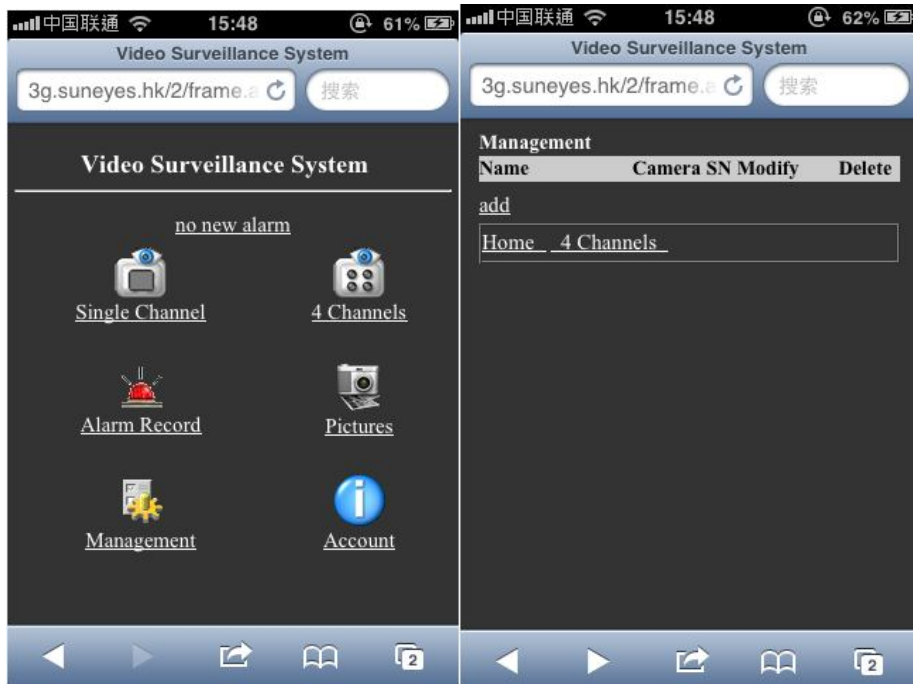 中国联通 15:48 61%
Video Surveillance System
3g.suneyes.hk/2/frame.a 搜索
Video Surveillance System
no new alarm
Single Channel 4 Channels
Alarm Record Pictures
Management Account
2
中国联通 15:48 62%
Video Surveillance System
3g.suneyes.hk/2/frame.a 搜索
Management
Name Camera SN Modify Delete
add
Home 4 Channels
2